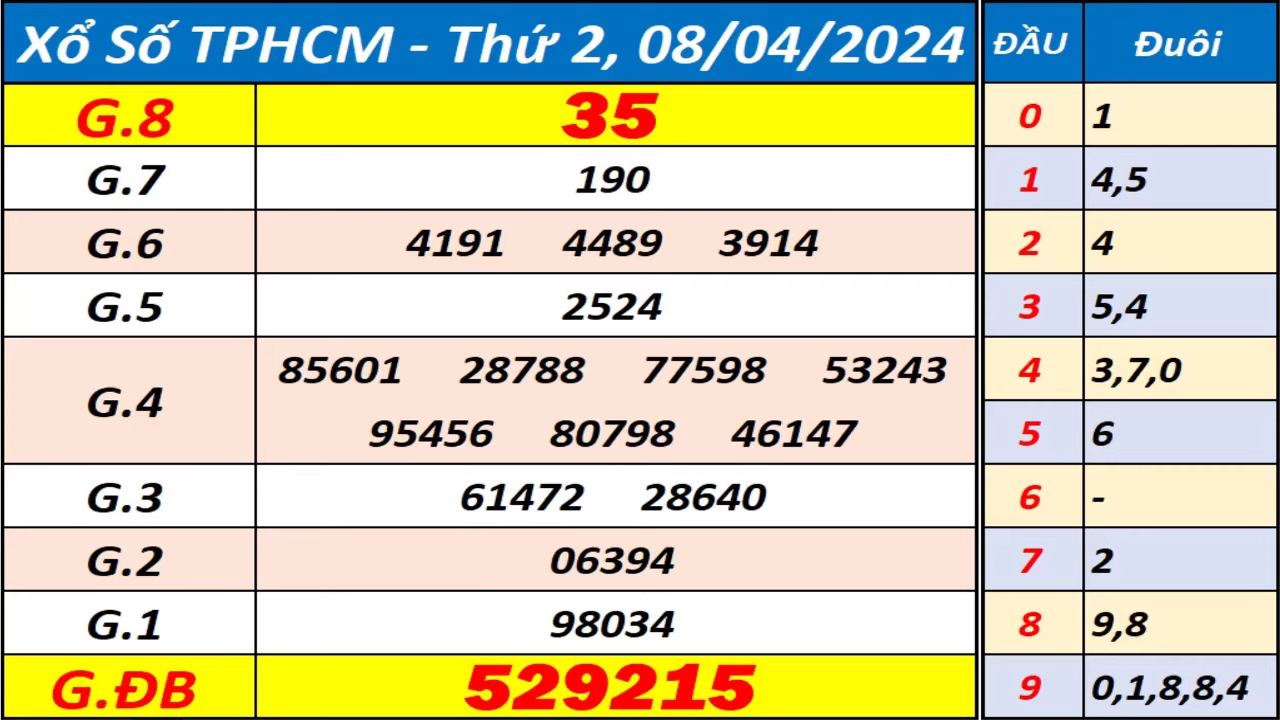 Xổ Số TPHCM - Thứ 2, 08/04/2024 ĐẦU Đuôi
G.8 35 0 1
G.7 190 1 4,5
G.6 4191 4489 3914 2 4
G.5 2524 3 5,4
G.4 85601 28788 77598 53243 4 3,7,0
95456 80798 46147 5 6
G.3 61472 28640 6 -
G.2 06394 7 2
G.1 98034 8 9,8
G.ĐB 529215 9 0,1,8,8,4